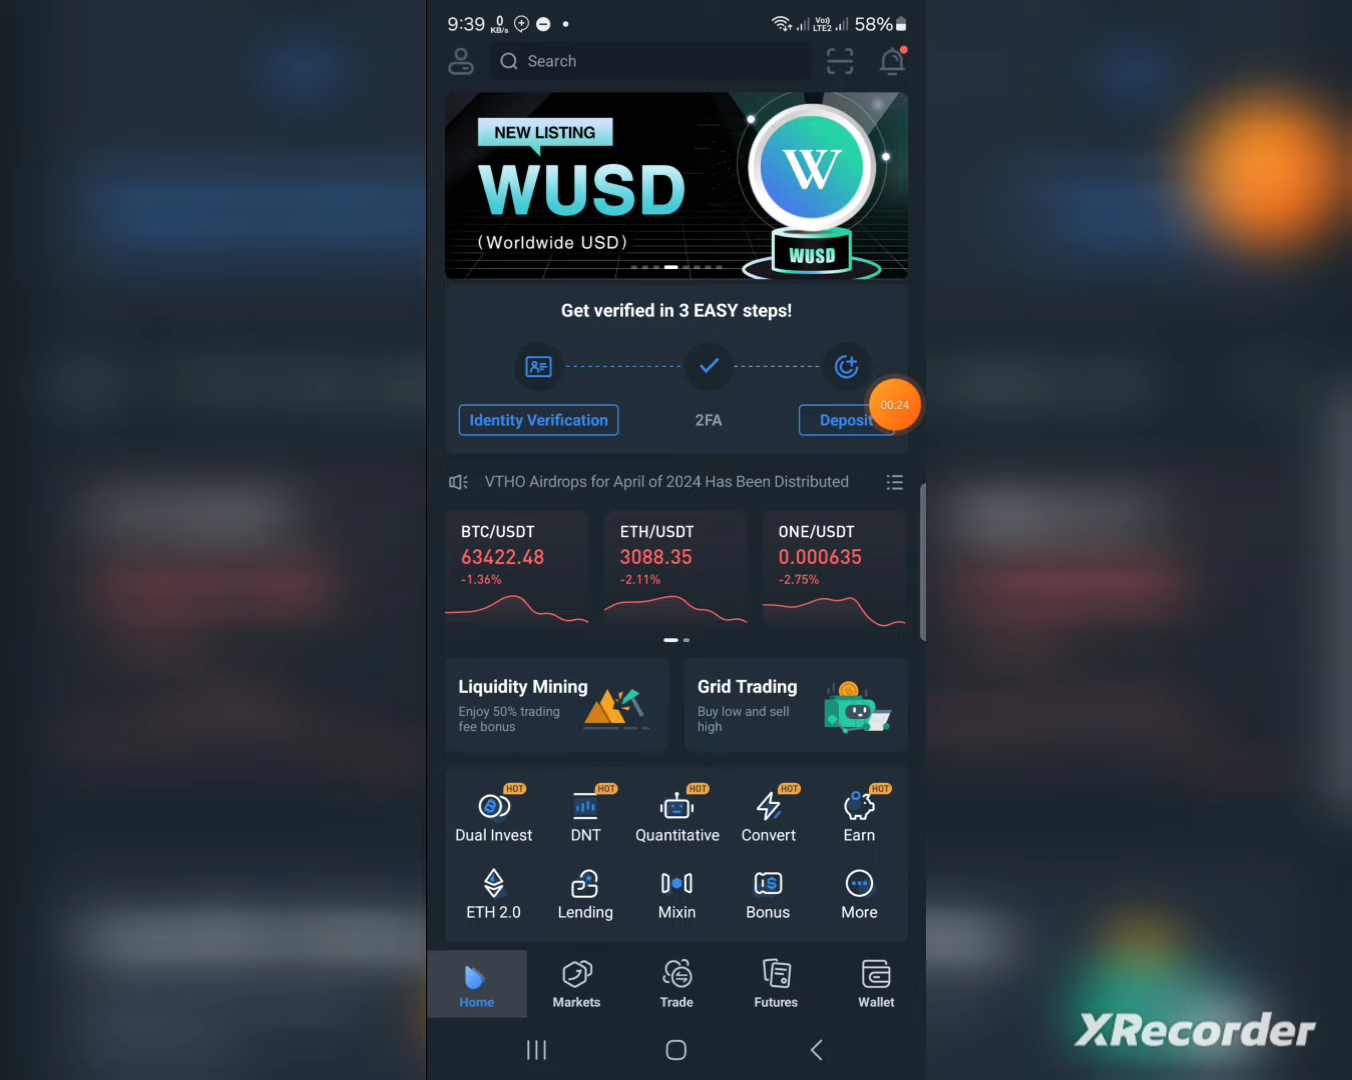 9:39 0 KB/s Vo) LTE2 58%
Search
NEW LISTING
WUSD
(Worldwide USD)
W
WUSD
Get verified in 3 EASY steps!
00:24
Identity Verification 2FA Deposit
VTHO Airdrops for April of 2024 Has Been Distributed
BTC/USDT ETH/USDT ONE/USDT
63422.48 3088.35 0.000635
-1.36% -2.11% -2.75%
Liquidity Mining
Enjoy 50% trading
fee bonus
Grid Trading
Buy low and sell
high
HOT HOT HOT HOT HOT
Dual Invest DNT Quantitative Convert Earn
ETH 2.0 Lending Mixin Bonus More
Home Markets Trade Futures Wallet
XRecorder